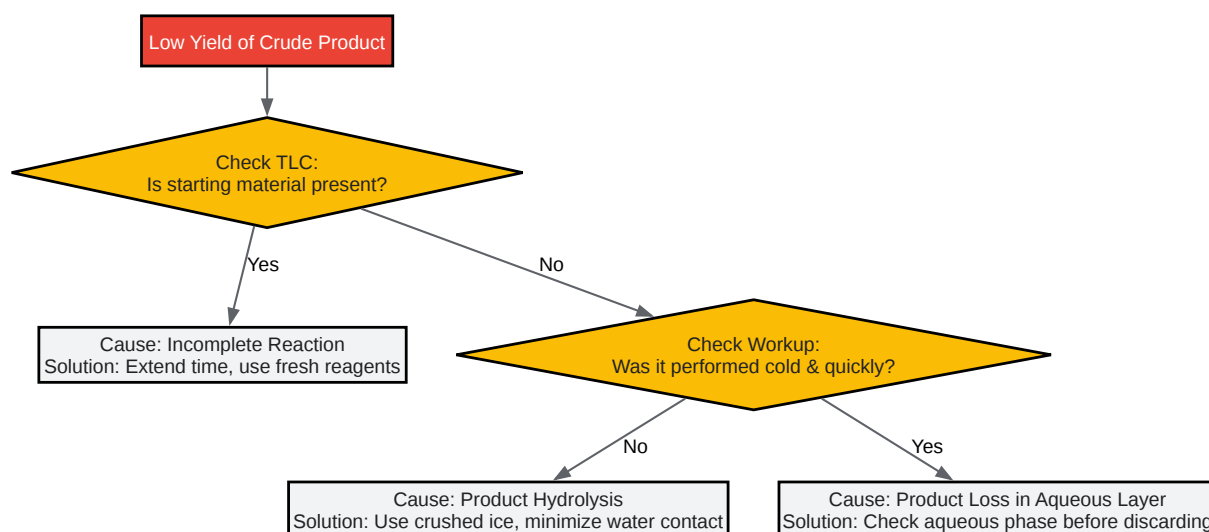 Low Yield of Crude Product
Check TLC:
Is starting material present?
Yes
No
Cause: Incomplete Reaction
Solution: Extend time, use fresh reagents
Check Workup:
Was it performed cold & quickly?
No
Yes
Cause: Product Hydrolysis
Solution: Use crushed ice, minimize water contact
Cause: Product Loss in Aqueous Layer
Solution: Check aqueous phase before discarding